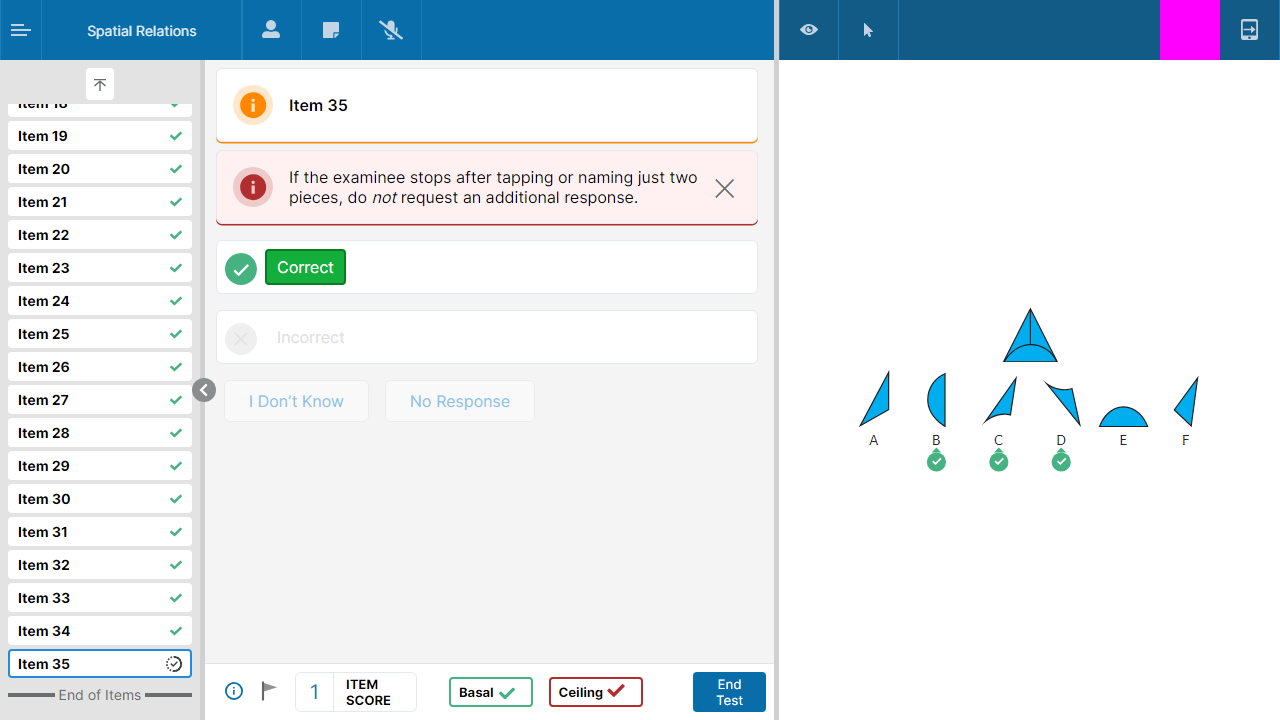 Spatial Relations
Item 18
Item 19
Item 20
Item 21
Item 22
Item 23
Item 24
Item 25
Item 26
Item 27
Item 28
Item 29
Item 30
Item 31
Item 32
Item 33
Item 34
Item 35
End of Items
Item 35
If the examinee stops after tapping or naming just two
pieces, do not request an additional response.
Correct
Incorrect
I Don’t Know
No Response
1
ITEM
SCORE
Basal
Ceiling
End
Test
A B C D E F